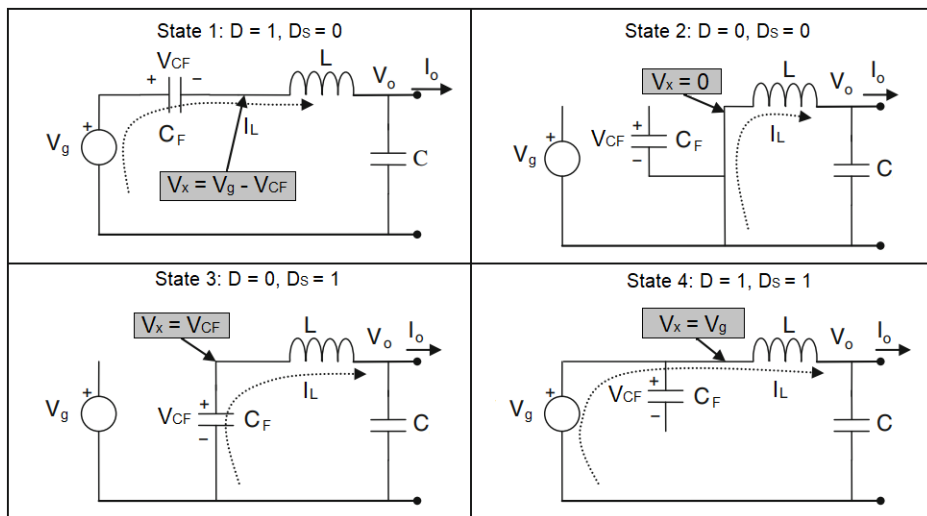 State 1: D = 1, Ds = 0
VCF
+ −
L
Vo
Io
+
Vg
CF
IL
C
Vx = Vg - VCF
State 2: D = 0, Ds = 0
Vx = 0
L
Vo
Io
+
Vg
VCF
+
−
CF
IL
C
State 3: D = 0, Ds = 1
Vx = VCF
L
Vo
Io
+
Vg
VCF
+
−
CF
IL
C
State 4: D = 1, Ds = 1
Vx = Vg
L
Vo
Io
+
Vg
VCF
+
−
CF
IL
C